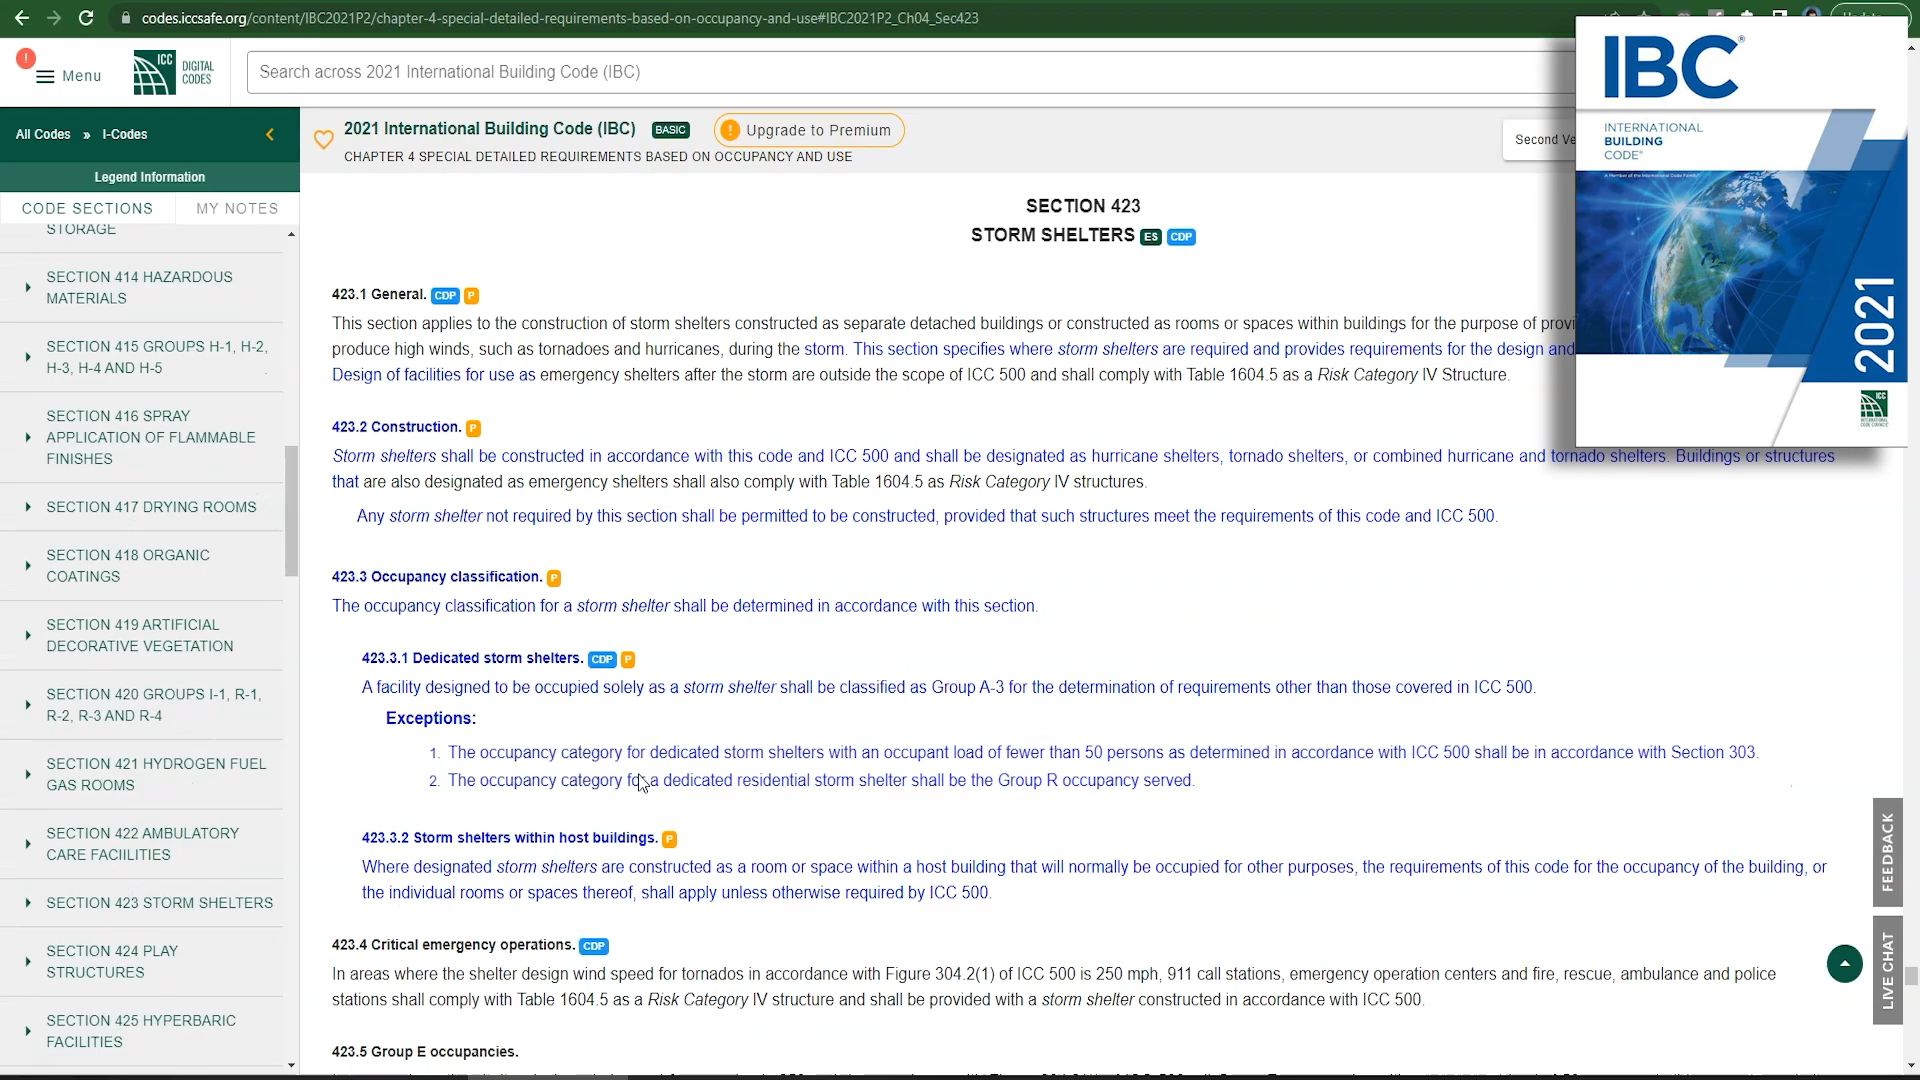 codes.iccsafe.org/content/IBC2021P2/chapter-4-special-detailed-requirements-based-on-occupancy-and-use#IBC2021P2_Ch04_Sec423
!
Menu
ICC
DIGITAL
CODES
Search across 2021 International Building Code (IBC)
All Codes » I-Codes
Legend Information
CODE SECTIONS
MY NOTES
STORAGE
SECTION 414 HAZARDOUS
MATERIALS
SECTION 415 GROUPS H-1, H-2,
H-3, H-4 AND H-5
SECTION 416 SPRAY
APPLICATION OF FLAMMABLE
FINISHES
SECTION 417 DRYING ROOMS
SECTION 418 ORGANIC
COATINGS
SECTION 419 ARTIFICIAL
DECORATIVE VEGETATION
SECTION 420 GROUPS I-1, R-1,
R-2, R-3 AND R-4
SECTION 421 HYDROGEN FUEL
GAS ROOMS
SECTION 422 AMBULATORY
CARE FACIILITIES
SECTION 423 STORM SHELTERS
SECTION 424 PLAY
STRUCTURES
SECTION 425 HYPERBARIC
FACILITIES
2021 International Building Code (IBC) BASIC ! Upgrade to Premium
CHAPTER 4 SPECIAL DETAILED REQUIREMENTS BASED ON OCCUPANCY AND USE
Second Ve
SECTION 423
STORM SHELTERS ES CDP
423.1 General. CDP P
This section applies to the construction of storm shelters constructed as separate detached buildings or constructed as rooms or spaces within buildings for the purpose of provi
produce high winds, such as tornadoes and hurricanes, during the storm. This section specifies where storm shelters are required and provides requirements for the design and
Design of facilities for use as emergency shelters after the storm are outside the scope of ICC 500 and shall comply with Table 1604.5 as a Risk Category IV Structure.
423.2 Construction. P
Storm shelters shall be constructed in accordance with this code and ICC 500 and shall be designated as hurricane shelters, tornado shelters, or combined hurricane and tornado shelters. Buildings or structures
that are also designated as emergency shelters shall also comply with Table 1604.5 as Risk Category IV structures.
Any storm shelter not required by this section shall be permitted to be constructed, provided that such structures meet the requirements of this code and ICC 500.
423.3 Occupancy classification. P
The occupancy classification for a storm shelter shall be determined in accordance with this section.
423.3.1 Dedicated storm shelters. CDP P
A facility designed to be occupied solely as a storm shelter shall be classified as Group A-3 for the determination of requirements other than those covered in ICC 500.
Exceptions:
1. The occupancy category for dedicated storm shelters with an occupant load of fewer than 50 persons as determined in accordance with ICC 500 shall be in accordance with Section 303.
2. The occupancy category for a dedicated residential storm shelter shall be the Group R occupancy served.
423.3.2 Storm shelters within host buildings. P
Where designated storm shelters are constructed as a room or space within a host building that will normally be occupied for other purposes, the requirements of this code for the occupancy of the building, or
the individual rooms or spaces thereof, shall apply unless otherwise required by ICC 500.
423.4 Critical emergency operations. CDP
In areas where the shelter design wind speed for tornados in accordance with Figure 304.2(1) of ICC 500 is 250 mph, 911 call stations, emergency operation centers and fire, rescue, ambulance and police
stations shall comply with Table 1604.5 as a Risk Category IV structure and shall be provided with a storm shelter constructed in accordance with ICC 500.
423.5 Group E occupancies.
IBC®
INTERNATIONAL
BUILDING
CODE®
A Member of the International Code Family®
2021
ICC
INTERNATIONAL
CODE COUNCIL
FEEDBACK
LIVE CHAT